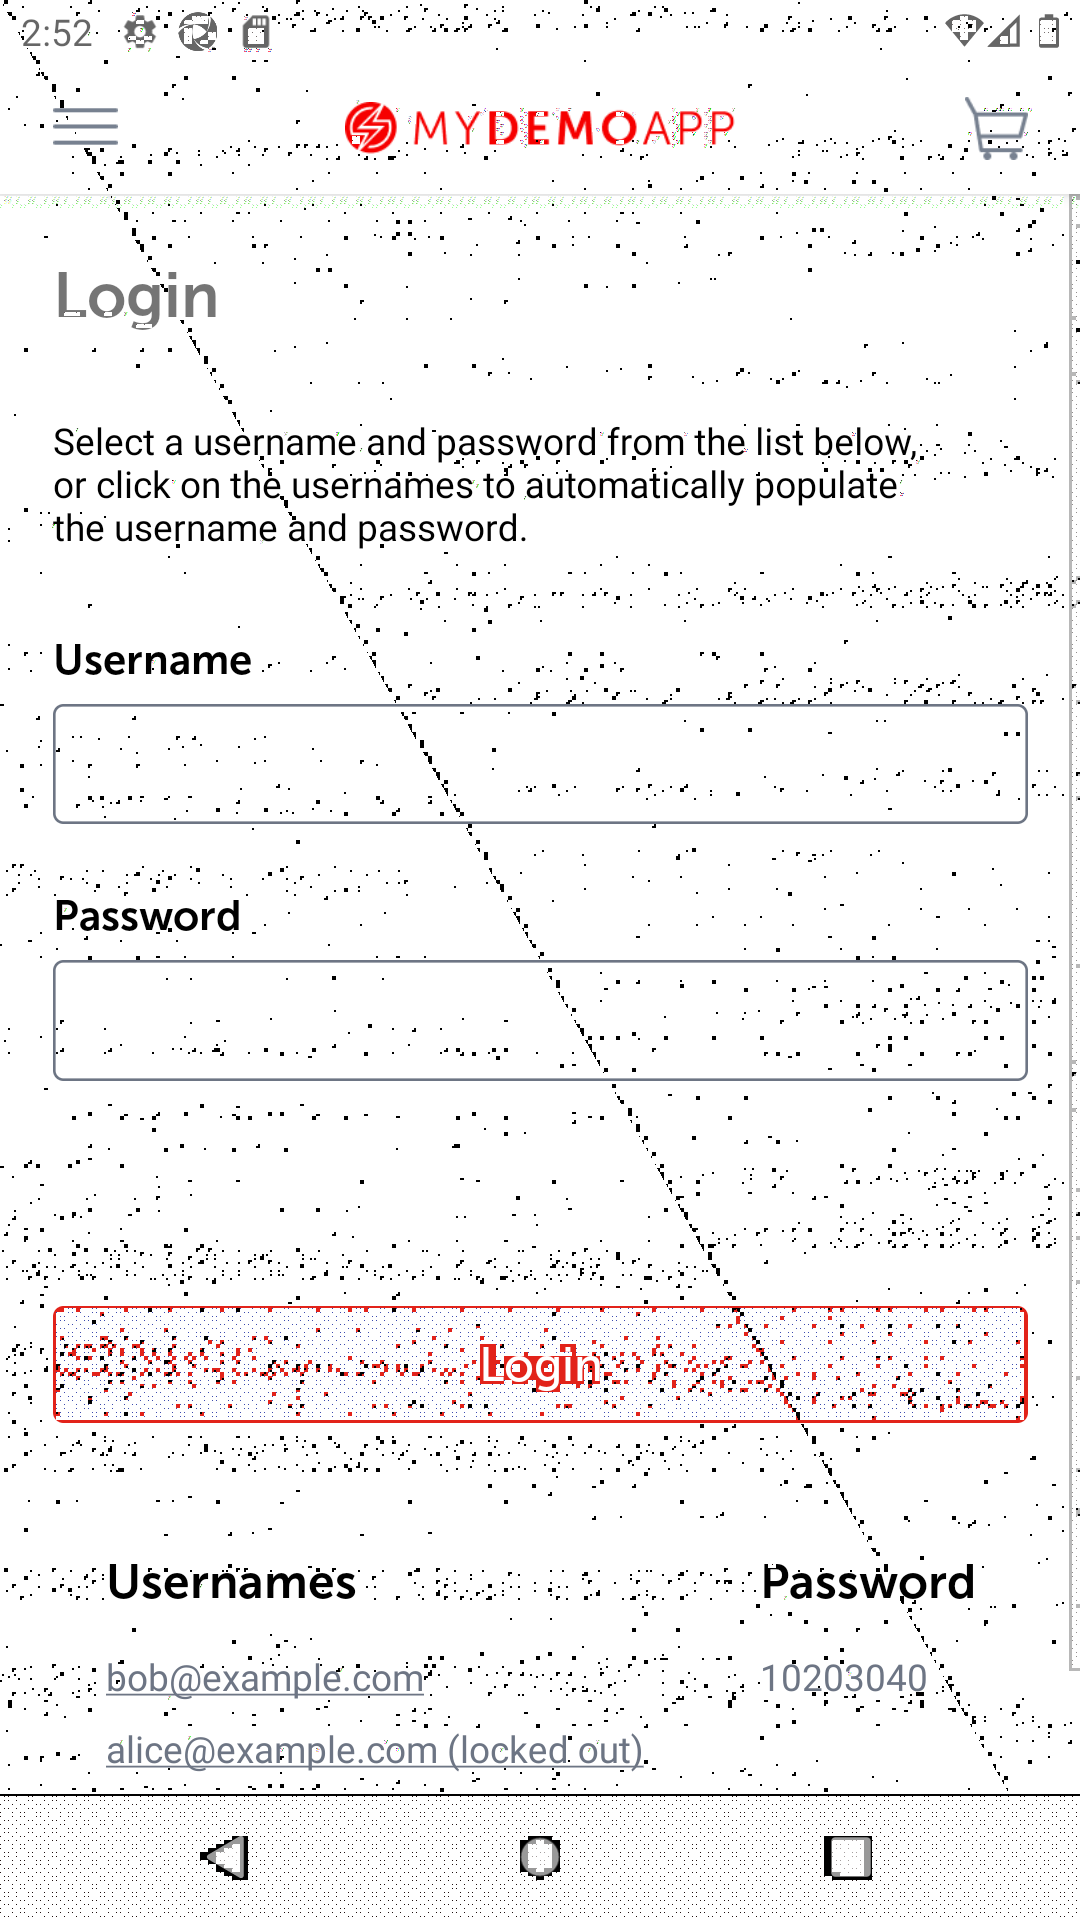 2:52
MYDEMOAPP
Login
Select a username and password from the list below,
or click on the usernames to automatically populate
the username and password.
Username
Password
Login
Usernames Password
bob@example.com 10203040
alice@example.com (locked out)